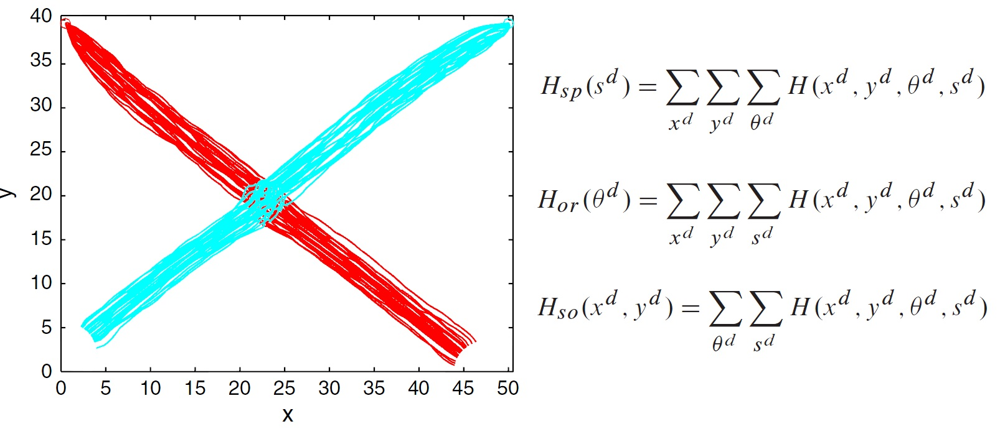 40
35
30
25
20
15
10
5
0
y
0 5 10 15 20 25 30 35 40 45 50
x
H_{sp}(s^d) = \sum_{x^d} \sum_{y^d} \sum_{\theta^d} H(x^d, y^d, \theta^d, s^d)
H_{or}(\theta^d) = \sum_{x^d} \sum_{y^d} \sum_{s^d} H(x^d, y^d, \theta^d, s^d)
H_{so}(x^d, y^d) = \sum_{\theta^d} \sum_{s^d} H(x^d, y^d, \theta^d, s^d)